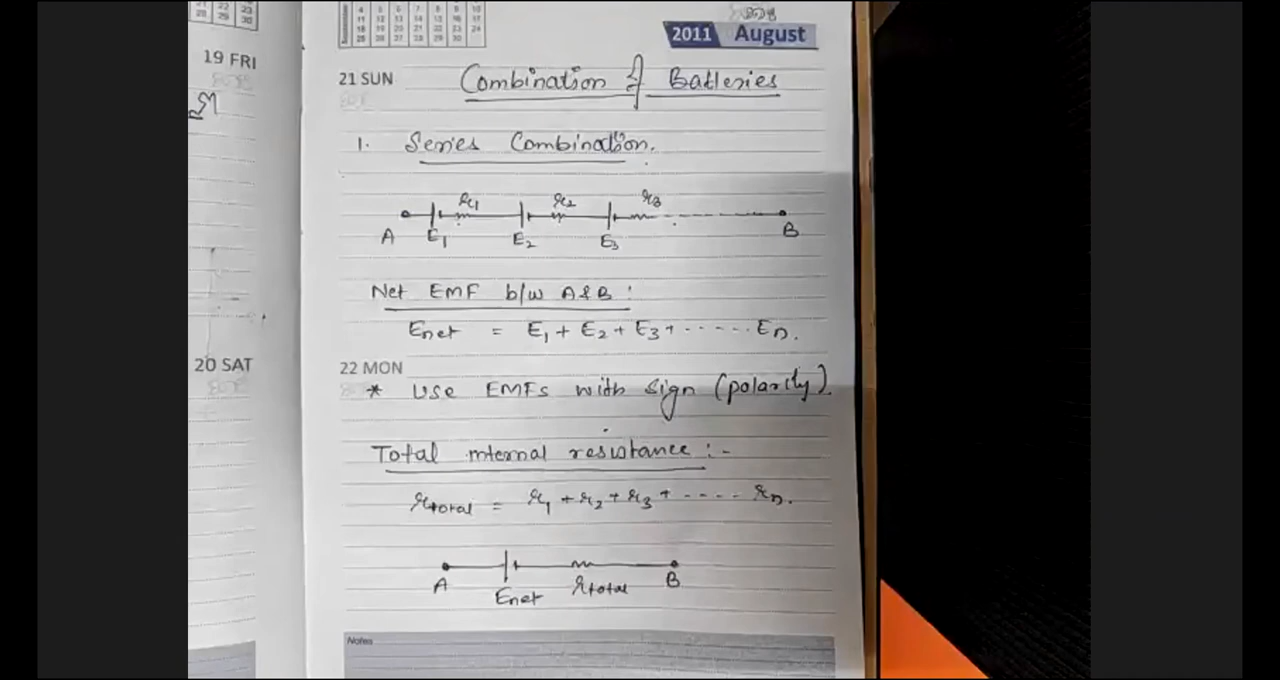 2011 August
19 FRI
21 SUN
Combination of Batteries
1. Series Combination.
r1 r2 r3
A E1 E2 E3 B
Net EMF b/w A & B :
Enet = E1 + E2 + E3 + ...... En.
20 SAT
22 MON
* Use EMFs with sign (polarity).
Total internal resistance :-
rtotal = r1 + r2 + r3 + ..... rn.
A Enet rtotal B
Notes